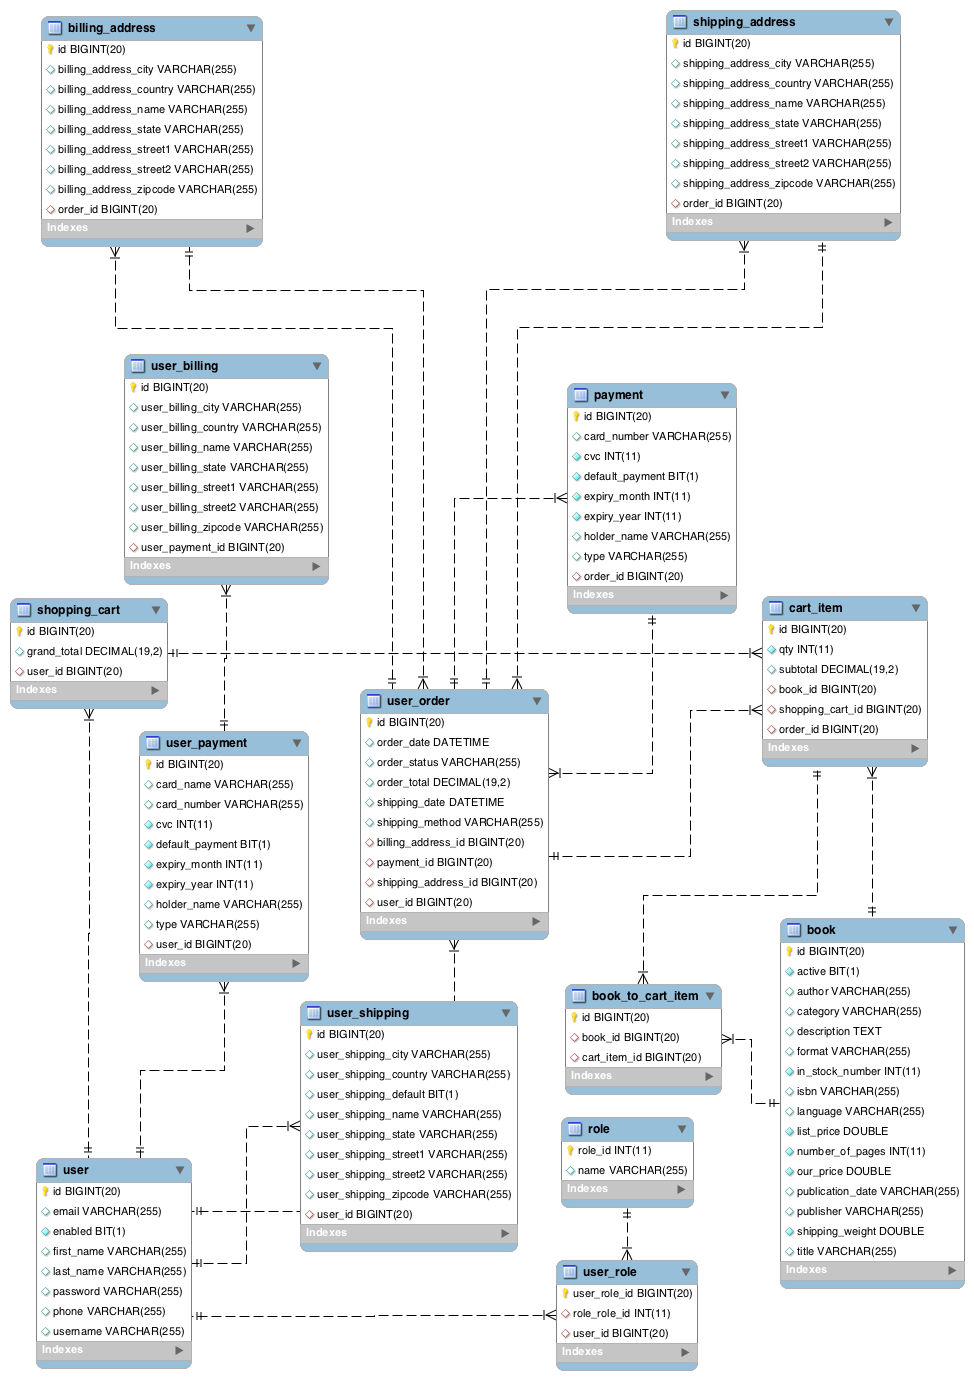 billing_address
id BIGINT(20)
billing_address_city VARCHAR(255)
billing_address_country VARCHAR(255)
billing_address_name VARCHAR(255)
billing_address_state VARCHAR(255)
billing_address_street1 VARCHAR(255)
billing_address_street2 VARCHAR(255)
billing_address_zipcode VARCHAR(255)
order_id BIGINT(20)
Indexes
shipping_address
id BIGINT(20)
shipping_address_city VARCHAR(255)
shipping_address_country VARCHAR(255)
shipping_address_name VARCHAR(255)
shipping_address_state VARCHAR(255)
shipping_address_street1 VARCHAR(255)
shipping_address_street2 VARCHAR(255)
shipping_address_zipcode VARCHAR(255)
order_id BIGINT(20)
Indexes
user_billing
id BIGINT(20)
user_billing_city VARCHAR(255)
user_billing_country VARCHAR(255)
user_billing_name VARCHAR(255)
user_billing_state VARCHAR(255)
user_billing_street1 VARCHAR(255)
user_billing_street2 VARCHAR(255)
user_billing_zipcode VARCHAR(255)
user_payment_id BIGINT(20)
Indexes
payment
id BIGINT(20)
card_number VARCHAR(255)
cvc INT(11)
default_payment BIT(1)
expiry_month INT(11)
expiry_year INT(11)
holder_name VARCHAR(255)
type VARCHAR(255)
order_id BIGINT(20)
Indexes
shopping_cart
id BIGINT(20)
grand_total DECIMAL(19,2)
user_id BIGINT(20)
Indexes
cart_item
id BIGINT(20)
qty INT(11)
subtotal DECIMAL(19,2)
book_id BIGINT(20)
shopping_cart_id BIGINT(20)
order_id BIGINT(20)
Indexes
user_order
id BIGINT(20)
order_date DATETIME
order_status VARCHAR(255)
order_total DECIMAL(19,2)
shipping_date DATETIME
shipping_method VARCHAR(255)
billing_address_id BIGINT(20)
payment_id BIGINT(20)
shipping_address_id BIGINT(20)
user_id BIGINT(20)
Indexes
user_payment
id BIGINT(20)
card_name VARCHAR(255)
card_number VARCHAR(255)
cvc INT(11)
default_payment BIT(1)
expiry_month INT(11)
expiry_year INT(11)
holder_name VARCHAR(255)
type VARCHAR(255)
user_id BIGINT(20)
Indexes
book
id BIGINT(20)
active BIT(1)
author VARCHAR(255)
category VARCHAR(255)
description TEXT
format VARCHAR(255)
in_stock_number INT(11)
isbn VARCHAR(255)
language VARCHAR(255)
list_price DOUBLE
number_of_pages INT(11)
our_price DOUBLE
publication_date VARCHAR(255)
publisher VARCHAR(255)
shipping_weight DOUBLE
title VARCHAR(255)
Indexes
book_to_cart_item
id BIGINT(20)
book_id BIGINT(20)
cart_item_id BIGINT(20)
Indexes
user_shipping
id BIGINT(20)
user_shipping_city VARCHAR(255)
user_shipping_country VARCHAR(255)
user_shipping_default BIT(1)
user_shipping_name VARCHAR(255)
user_shipping_state VARCHAR(255)
user_shipping_street1 VARCHAR(255)
user_shipping_street2 VARCHAR(255)
user_shipping_zipcode VARCHAR(255)
user_id BIGINT(20)
Indexes
role
role_id INT(11)
name VARCHAR(255)
Indexes
user
id BIGINT(20)
email VARCHAR(255)
enabled BIT(1)
first_name VARCHAR(255)
last_name VARCHAR(255)
password VARCHAR(255)
phone VARCHAR(255)
username VARCHAR(255)
Indexes
user_role
user_role_id BIGINT(20)
role_role_id INT(11)
user_id BIGINT(20)
Indexes